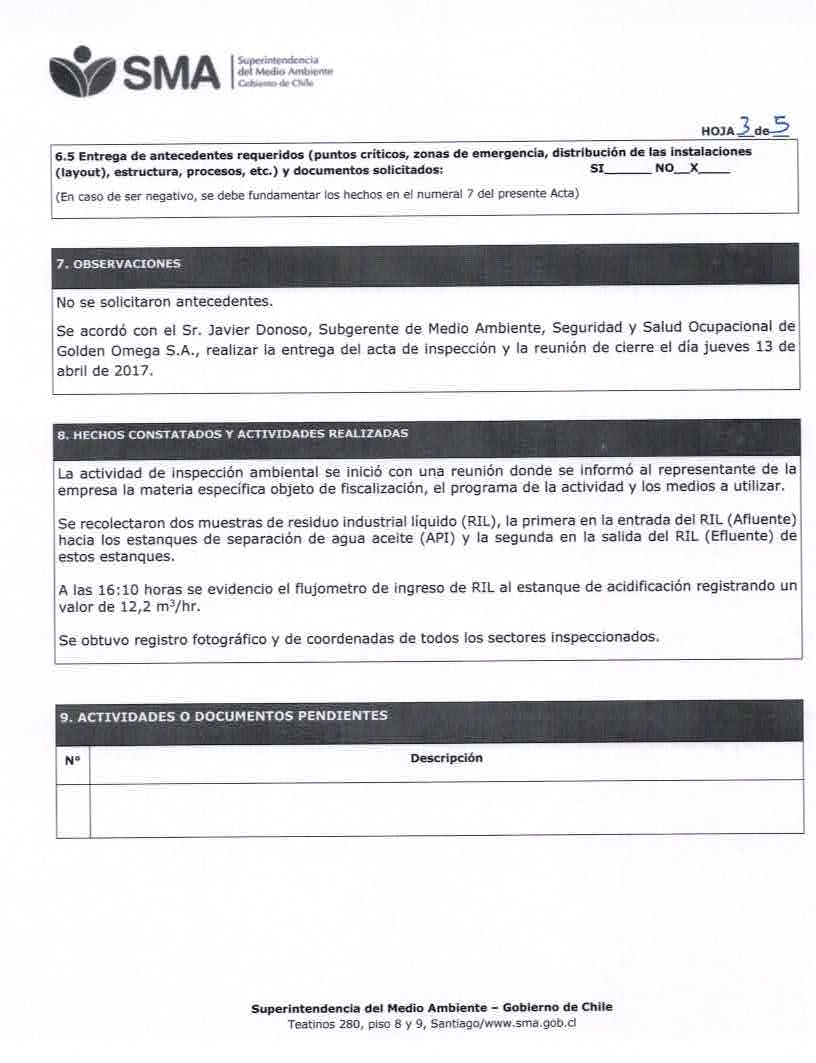 SMA
Superintendencia
del Medio Ambiente
Gobierno de Chile
HOJA 3 de 5
6.5 Entrega de antecedentes requeridos (puntos críticos, zonas de emergencia, distribución de las instalaciones
(layout), estructura, procesos, etc.) y documentos solicitados: SI______ NO__X____
(En caso de ser negativo, se debe fundamentar los hechos en el numeral 7 del presente Acta)
7. OBSERVACIONES
No se solicitaron antecedentes.
Se acordó con el Sr. Javier Donoso, Subgerente de Medio Ambiente, Seguridad y Salud Ocupacional de
Golden Omega S.A., realizar la entrega del acta de inspección y la reunión de cierre el día jueves 13 de
abril de 2017.
8. HECHOS CONSTATADOS Y ACTIVIDADES REALIZADAS
La actividad de inspección ambiental se inició con una reunión donde se informó al representante de la
empresa la materia específica objeto de fiscalización, el programa de la actividad y los medios a utilizar.
Se recolectaron dos muestras de residuo industrial líquido (RIL), la primera en la entrada del RIL (Afluente)
hacia los estanques de separación de agua aceite (API) y la segunda en la salida del RIL (Efluente) de
estos estanques.
A las 16:10 horas se evidencio el flujometro de ingreso de RIL al estanque de acidificación registrando un
valor de 12,2 m³/hr.
Se obtuvo registro fotográfico y de coordenadas de todos los sectores inspeccionados.
9. ACTIVIDADES O DOCUMENTOS PENDIENTES
Nº Descripción
Superintendencia del Medio Ambiente – Gobierno de Chile
Teatinos 280, piso 8 y 9, Santiago/www.sma.gob.cl